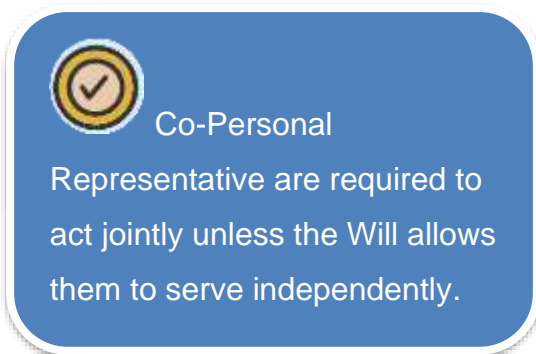 Co-Personal
Representative are required to
act jointly unless the Will allows
them to serve independently.